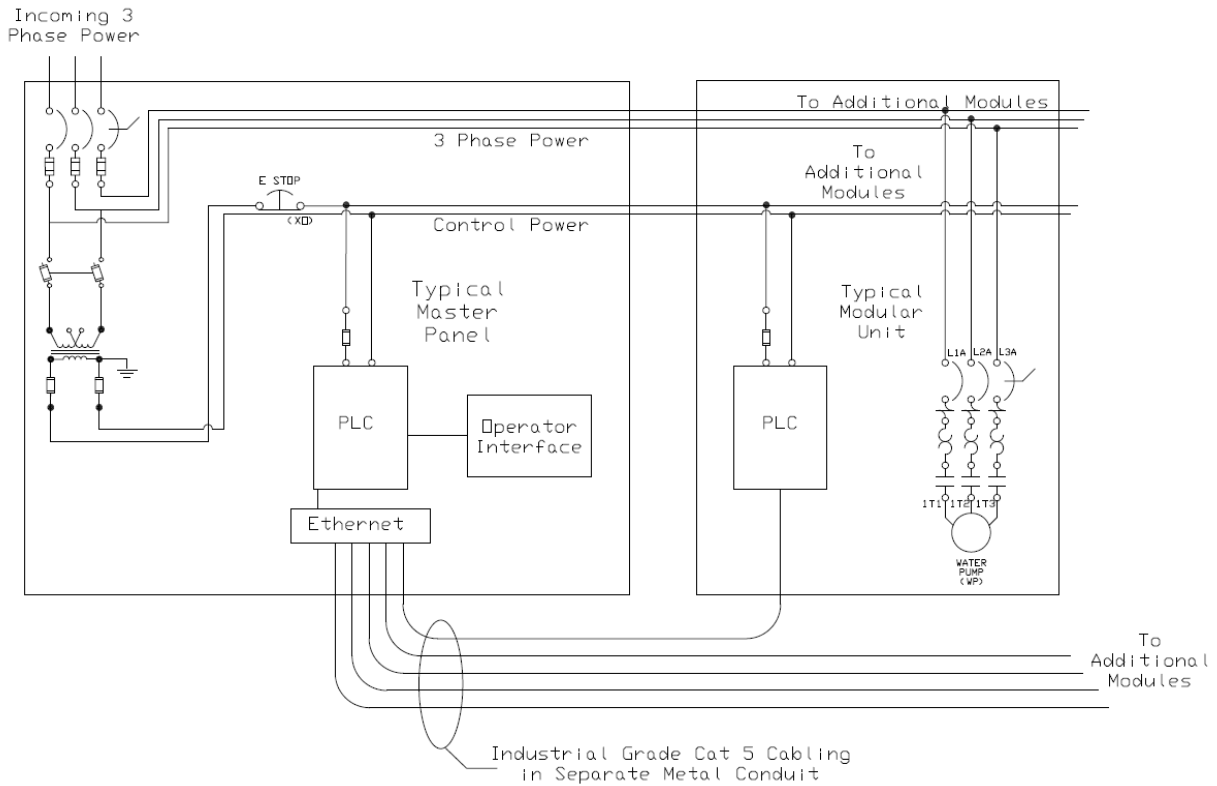 Incoming 3
Phase Power
To Additional Modules
3 Phase Power
To
Additional
Modules
E STOP
(XO)
Control Power
Typical
Master
Panel
Typical
Modular
Unit
L1A L2A L3A
PLC
Operator
Interface
PLC
1T1 1T2 1T3
Ethernet
WATER
PUMP
(WP)
To
Additional
Modules
Industrial Grade Cat 5 Cabling
in Separate Metal Conduit